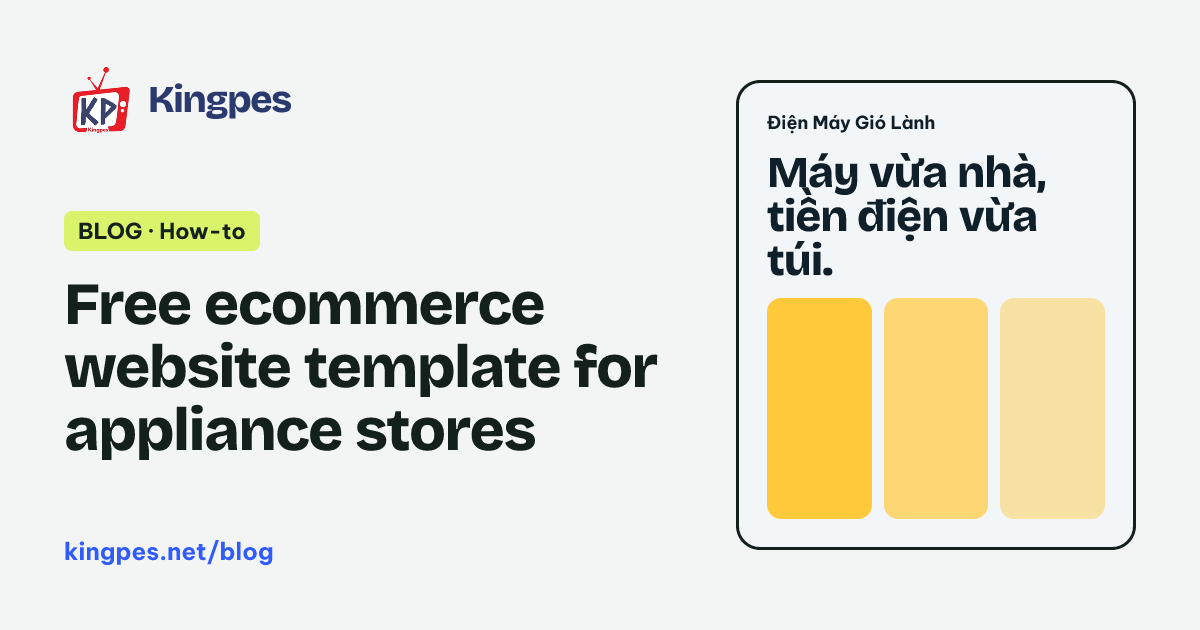 KP
Kingpes
Kingpes
BLOG · How-to
Free ecommerce
website template for
appliance stores
kingpes.net/blog
Điện Máy Gió Lành
Máy vừa nhà,
tiền điện vừa
túi.